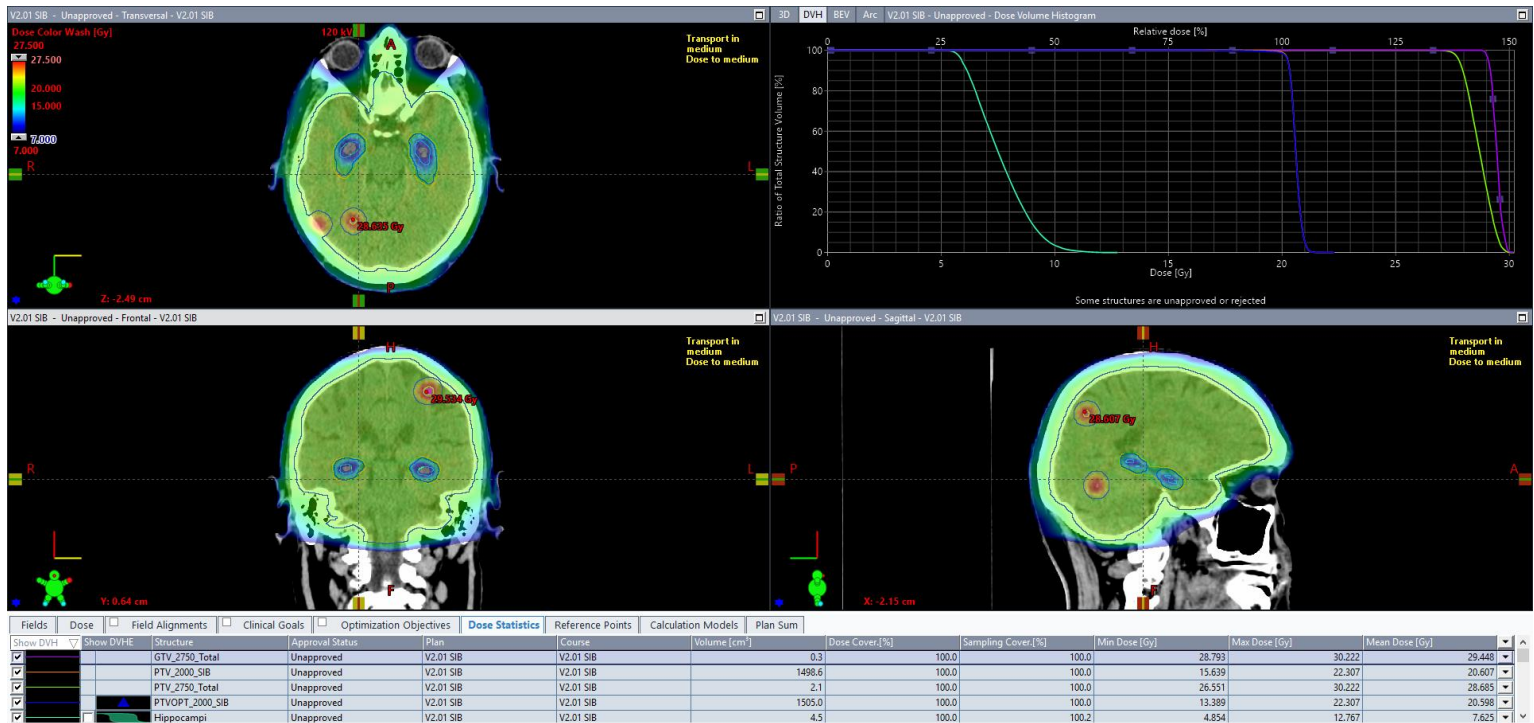 V2.01 SIB - Unapproved - Transversal - V2.01 SIB
Dose Color Wash [Gy]
27.500
27.500
20.000
15.000
7.000
7.000
120 kV
A
Transport in
medium
Dose to medium
R
L
28.635 Gy
P
Z: -2.49 cm
3D DVH BEV Arc V2.01 SIB - Unapproved - Dose Volume Histogram
Relative dose [%]
0 25 50 75 100 125 150
Ratio of Total Structure Volume [%]
100
80
60
40
20
0
0 5 10 15 20 25 30
Dose [Gy]
Some structures are unapproved or rejected
V2.01 SIB - Unapproved - Frontal - V2.01 SIB
H
Transport in
medium
Dose to medium
29.534 Gy
R
L
F
Y: 0.64 cm
V2.01 SIB - Unapproved - Sagittal - V2.01 SIB
H
Transport in
medium
Dose to medium
28.607 Gy
P
A
F
X: -2.15 cm
Fields Dose Field Alignments Clinical Goals Optimization Objectives Dose Statistics Reference Points Calculation Models Plan Sum
Show DVH Show DVHE Structure Approval Status Plan Course Volume [cm³] Dose Cover.[%] Sampling Cover.[%] Min Dose [Gy] Max Dose [Gy] Mean Dose [Gy]
GTV_2750_Total Unapproved V2.01 SIB V2.01 SIB 0.3 100.0 100.0 28.793 30.222 29.448
PTV_2000_SIB Unapproved V2.01 SIB V2.01 SIB 1498.6 100.0 100.0 15.639 22.307 20.607
PTV_2750_Total Unapproved V2.01 SIB V2.01 SIB 2.1 100.0 100.0 26.551 30.222 28.685
PTVOPT_2000_SIB Unapproved V2.01 SIB V2.01 SIB 1505.0 100.0 100.0 13.389 22.307 20.598
Hippocampi Unapproved V2.01 SIB V2.01 SIB 4.5 100.0 100.2 4.854 12.767 7.625